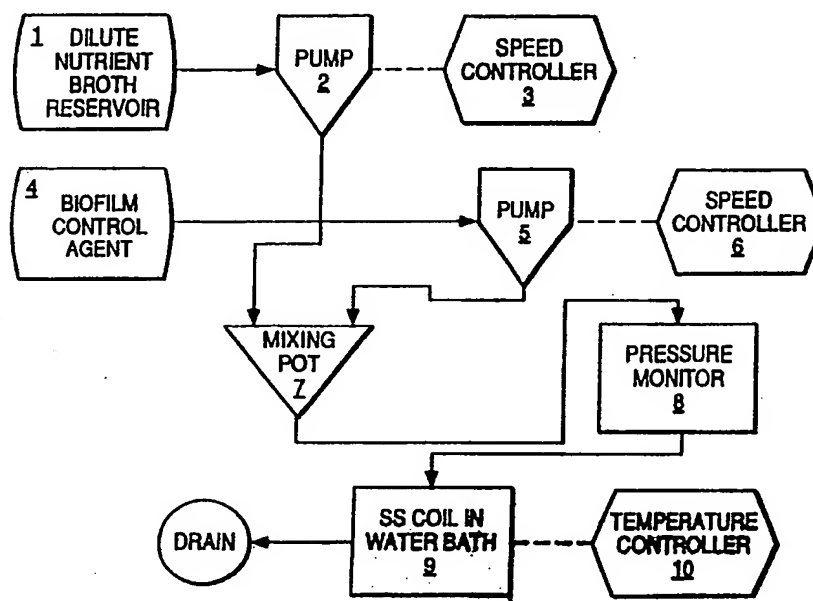 1 DILUTE
NUTRIENT
BROTH
RESERVOIR
PUMP
2
SPEED
CONTROLLER
3
4
BIOFILM
CONTROL
AGENT
PUMP
5
SPEED
CONTROLLER
6
MIXING
POT
7
PRESSURE
MONITOR
8
DRAIN
SS COIL IN
WATER BATH
9
TEMPERATURE
CONTROLLER
10